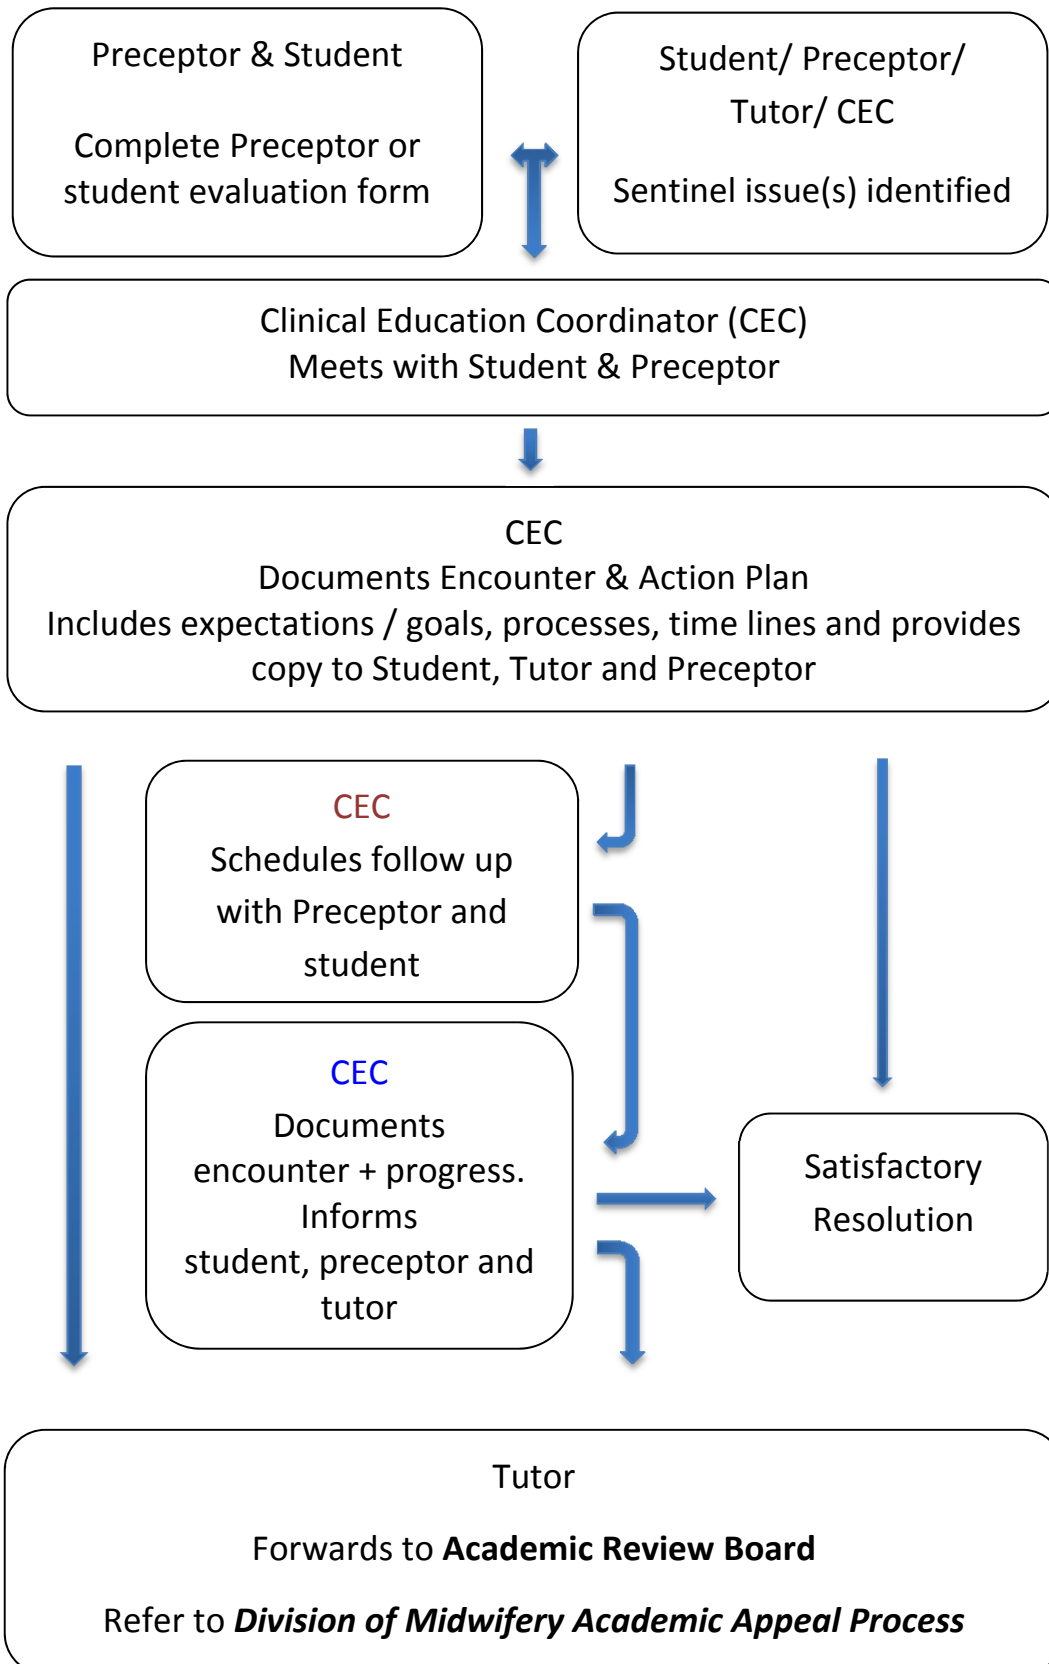 Preceptor & Student
Complete Preceptor or
student evaluation form
Student/ Preceptor/
Tutor/ CEC
Sentinel issue(s) identified
Clinical Education Coordinator (CEC)
Meets with Student & Preceptor
CEC
Documents Encounter & Action Plan
Includes expectations / goals, processes, time lines and provides
copy to Student, Tutor and Preceptor
CEC
Schedules follow up
with Preceptor and
student
CEC
Documents
encounter + progress.
Informs
student, preceptor and
tutor
Satisfactory
Resolution
Tutor
Forwards to Academic Review Board
Refer to Division of Midwifery Academic Appeal Process